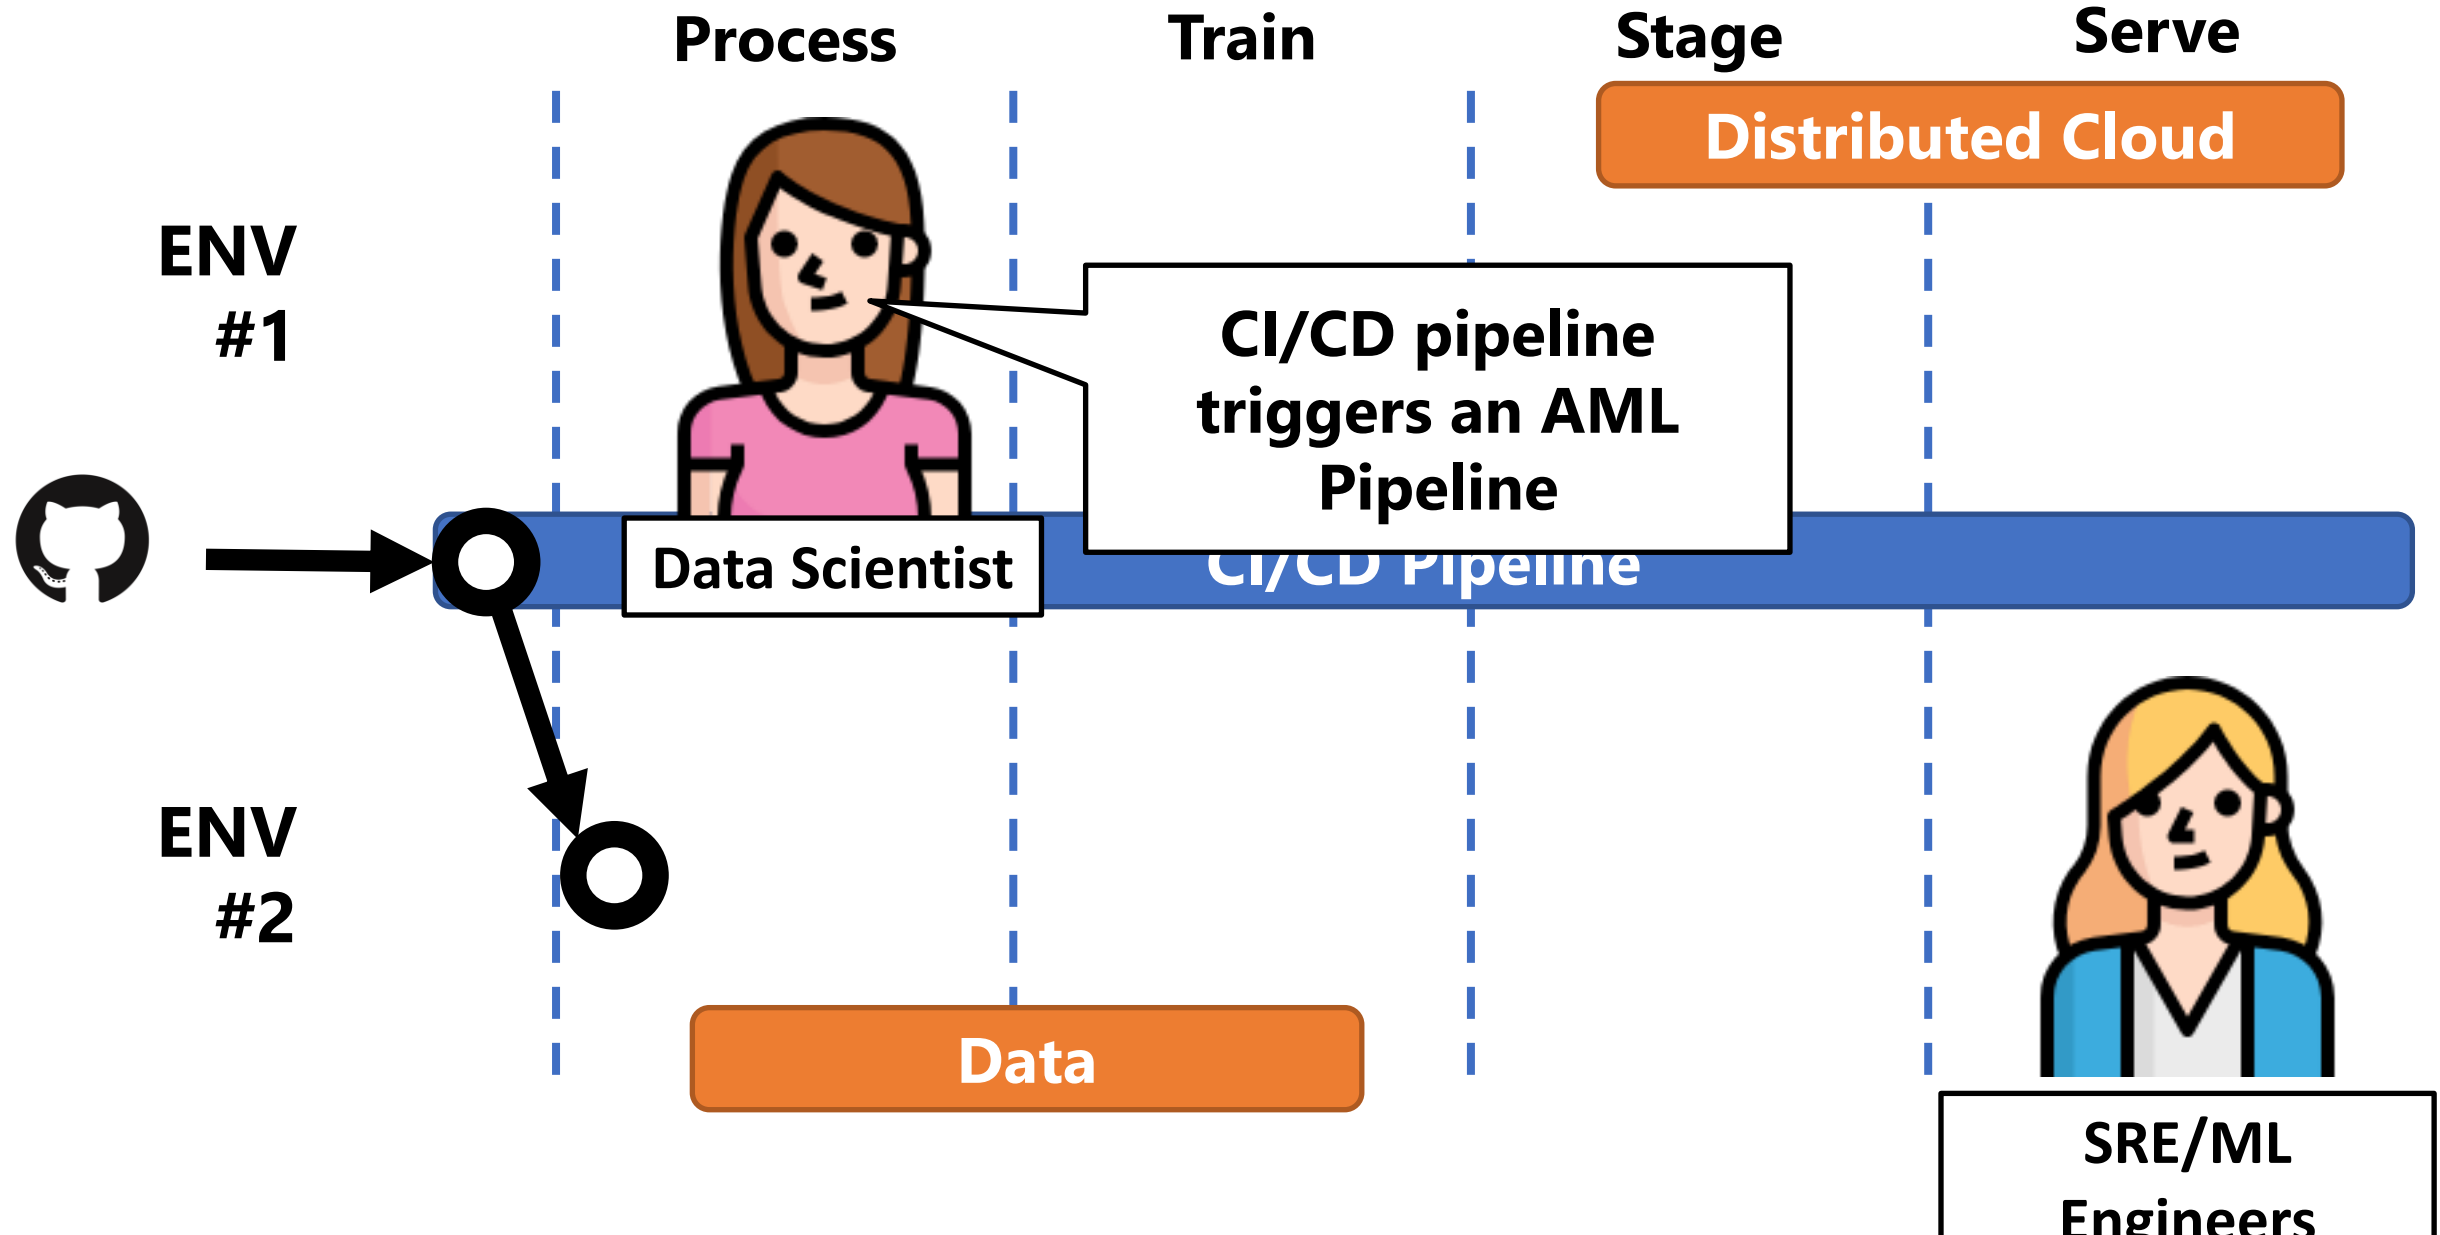 Process
Train
Stage
Serve
Distributed Cloud
ENV
#1
CI/CD pipeline
triggers an AML
Pipeline
Data Scientist
CI/CD Pipeline
ENV
#2
Data
SRE/ML
Engineers